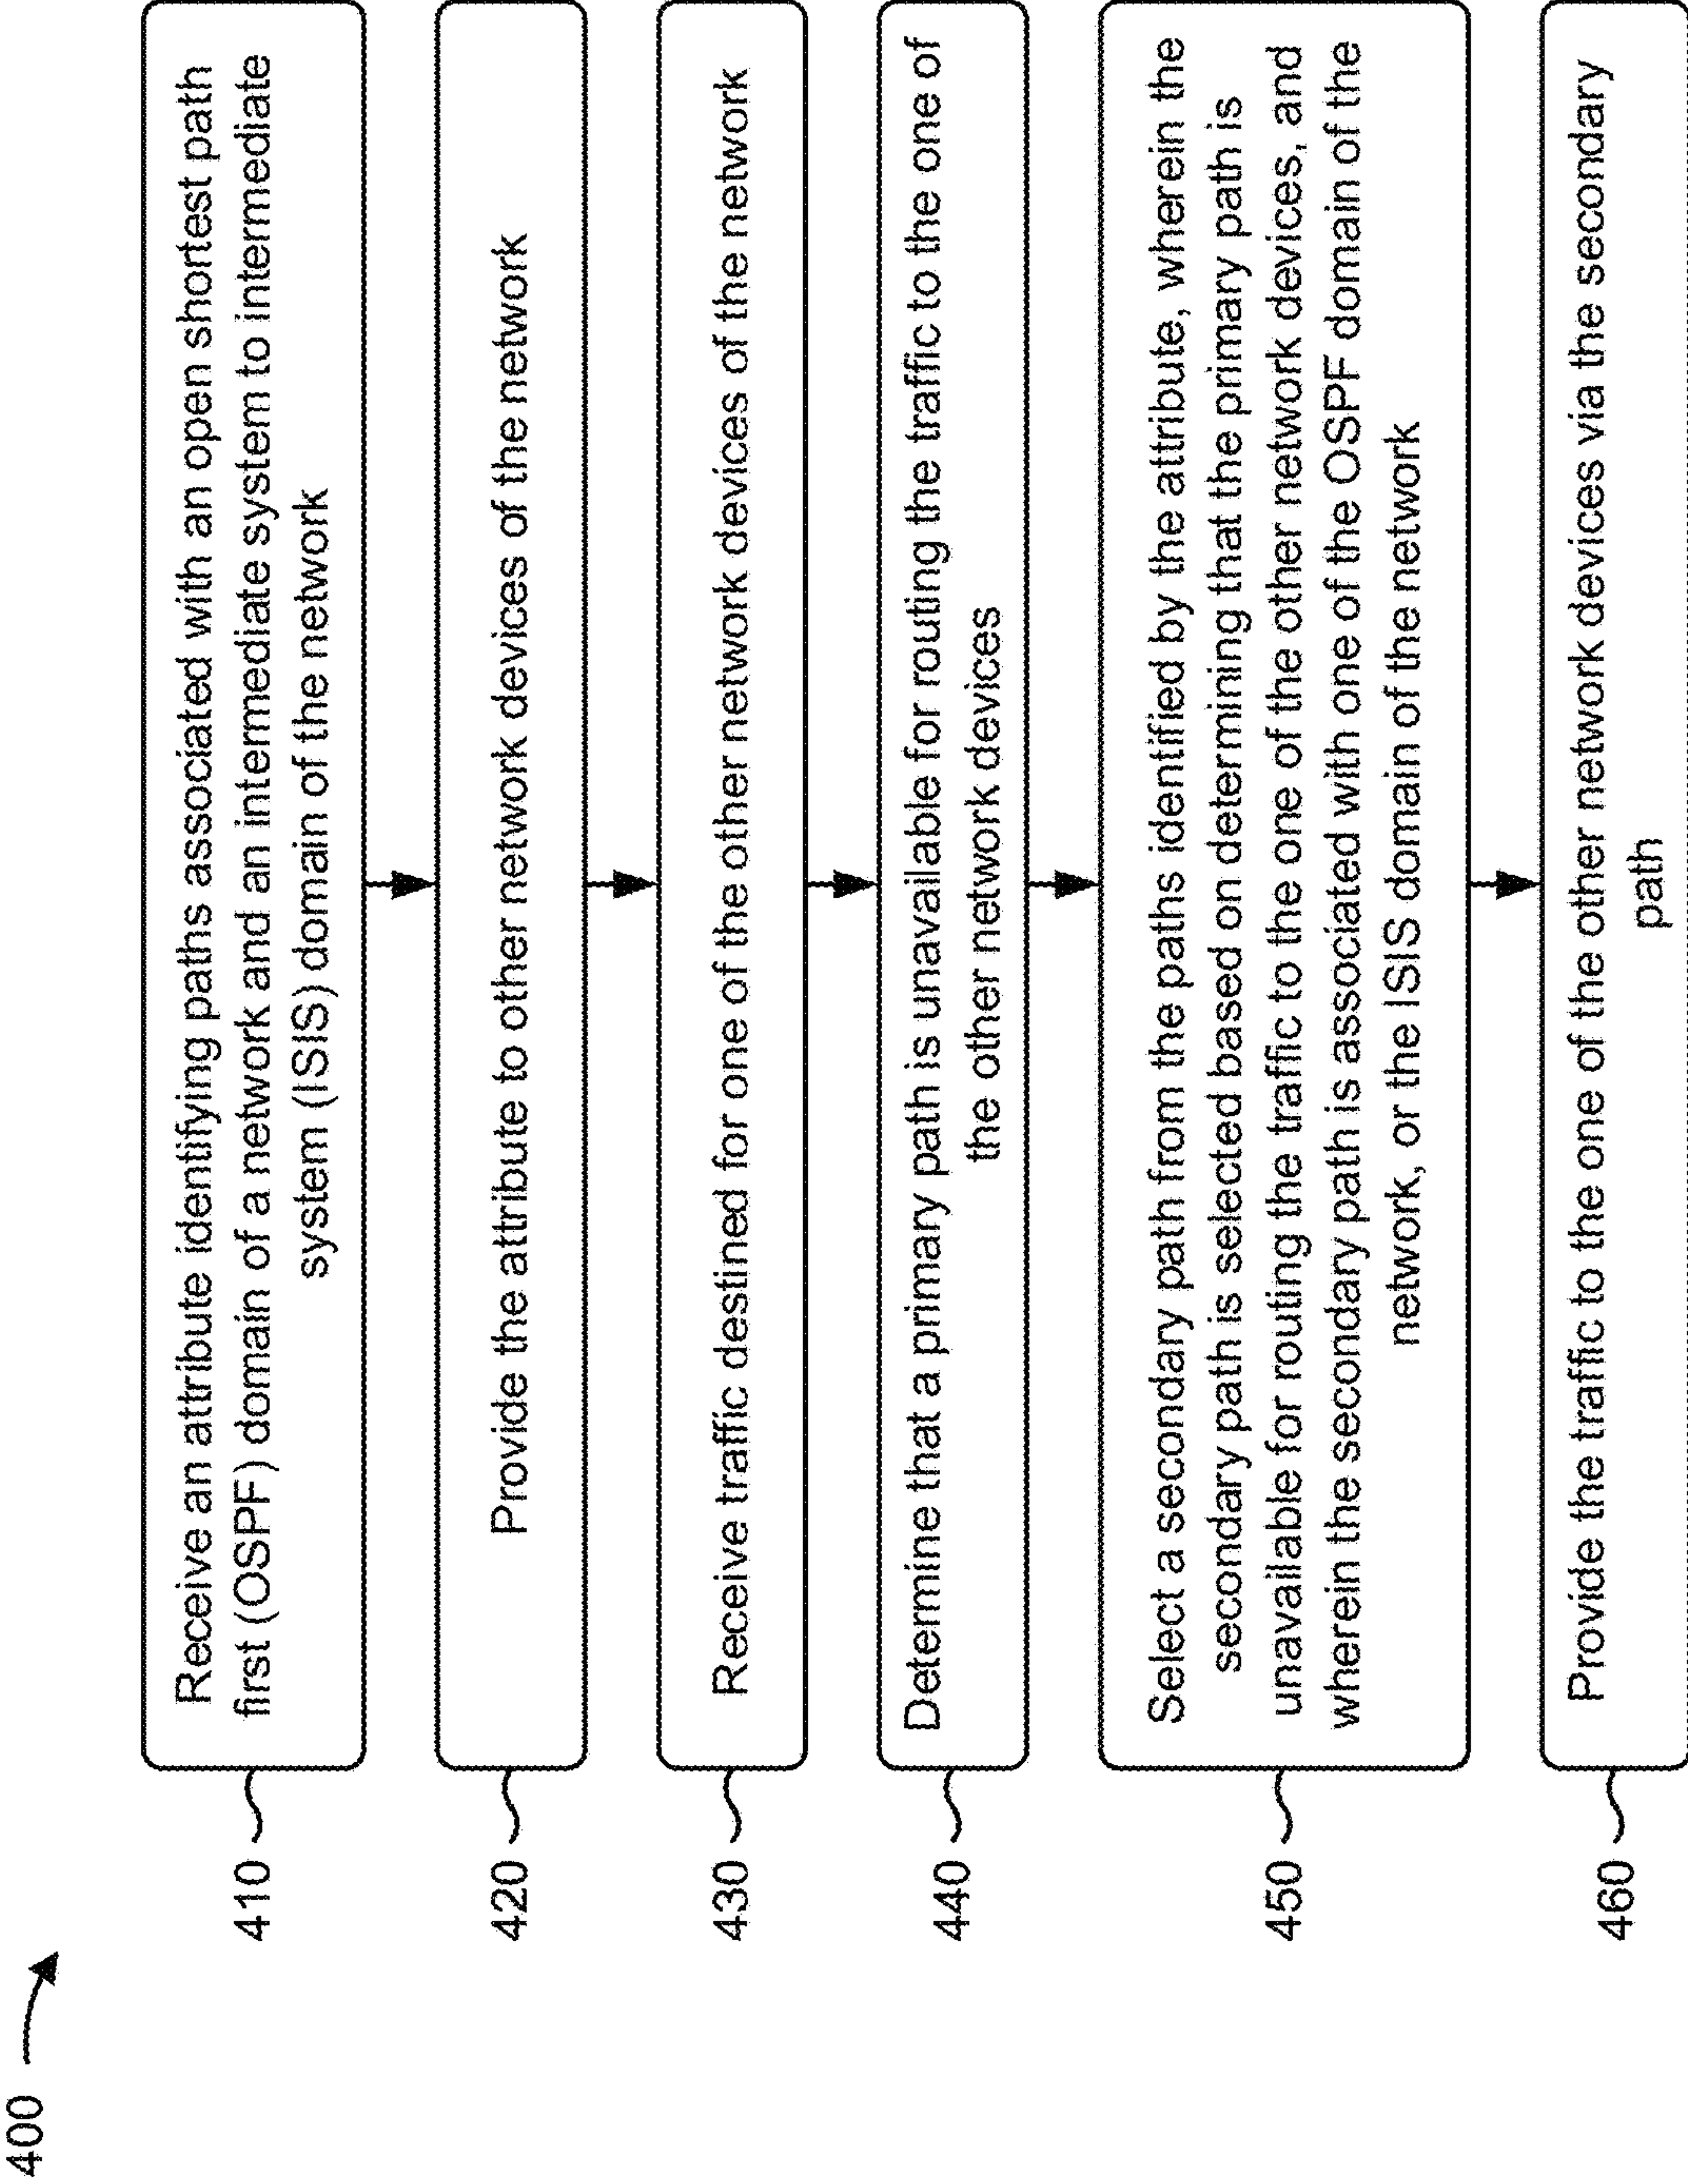 400
410
Receive an attribute identifying paths associated with an open shortest path
first (OSPF) domain of a network and an intermediate system to intermediate
system (ISIS) domain of the network
420
Provide the attribute to other network devices of the network
430
Receive traffic destined for one of the other network devices of the network
440
Determine that a primary path is unavailable for routing the traffic to the one of
the other network devices
450
Select a secondary path from the paths identified by the attribute, wherein the
secondary path is selected based on determining that the primary path is
unavailable for routing the traffic to the one of the other network devices, and
wherein the secondary path is associated with one of the OSPF domain of the
network, or the ISIS domain of the network
460
Provide the traffic to the one of the other network devices via the secondary
path